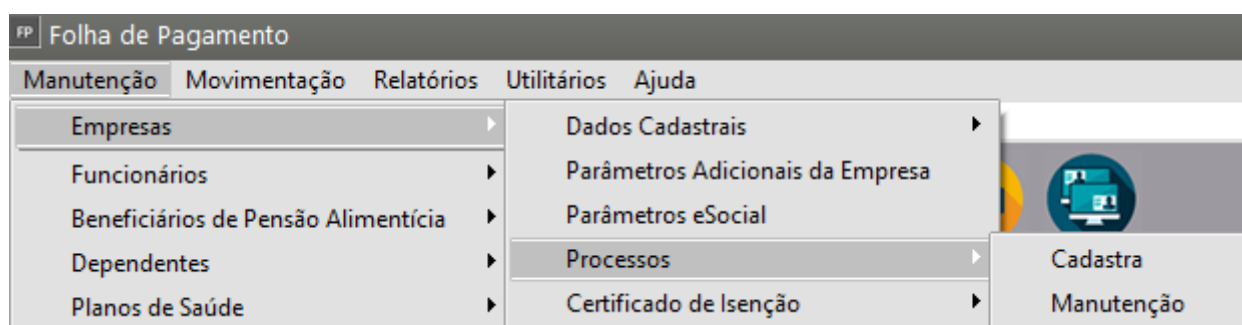 FP Folha de Pagamento
Manutenção Movimentação Relatórios Utilitários Ajuda
Empresas
Funcionários
Beneficiários de Pensão Alimentícia
Dependentes
Planos de Saúde
Dados Cadastrais
Parâmetros Adicionais da Empresa
Parâmetros eSocial
Processos
Certificado de Isenção
Cadastra
Manutenção